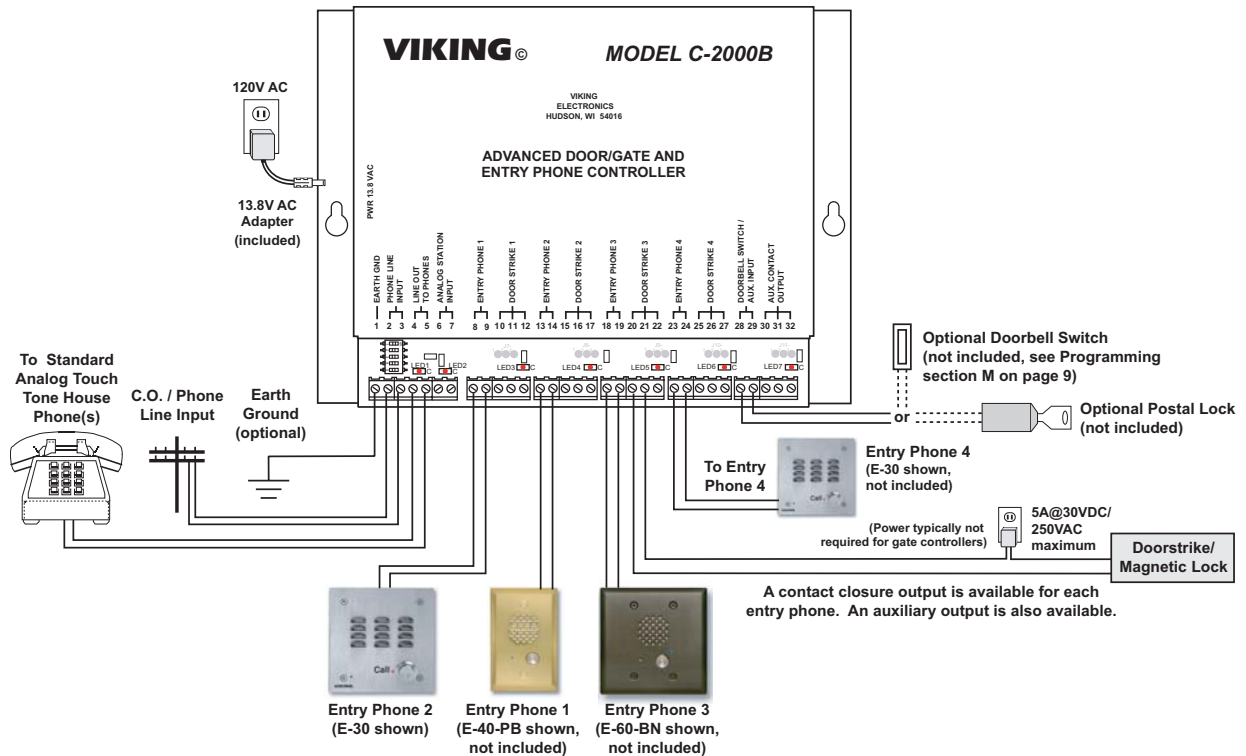 VIKING ©
MODEL C-2000B
VIKING
ELECTRONICS
HUDSON, WI 54016
ADVANCED DOOR/GATE AND
ENTRY PHONE CONTROLLER
120V AC
13.8V AC
Adapter
(included)
PWR 13.8 VAC
EARTH GND
PHONE LINE
INPUT
LINE OUT
TO PHONES
ANALOG STATION
INPUT
ENTRY PHONE 1
DOOR STRIKE 1
ENTRY PHONE 2
DOOR STRIKE 2
ENTRY PHONE 3
DOOR STRIKE 3
ENTRY PHONE 4
DOOR STRIKE 4
DOORBELL SWITCH /
AUX. INPUT
AUX. CONTACT
OUTPUT
1 2 3 4 5 6 7 8 9 10 11 12 13 14 15 16 17 18 19 20 21 22 23 24 25 26 27 28 29 30 31 32
LED1 C LED2 C LED3 C LED4 C LED5 C LED6 C LED7 C
To Standard
Analog Touch
Tone House
Phone(s)
C.O. / Phone
Line Input
Earth
Ground
(optional)
Optional Doorbell Switch
(not included, see Programming
section M on page 9)
or
Optional Postal Lock
(not included)
To Entry
Phone 4
Call
Entry Phone 4
(E-30 shown,
not included)
(Power typically not
required for gate controllers)
5A@30VDC/
250VAC
maximum
Doorstrike/
Magnetic Lock
A contact closure output is available for each
entry phone. An auxiliary output is also available.
Call
VIKING
Entry Phone 2
(E-30 shown)
Entry Phone 1
(E-40-PB shown,
not included)
Entry Phone 3
(E-60-BN shown,
not included)